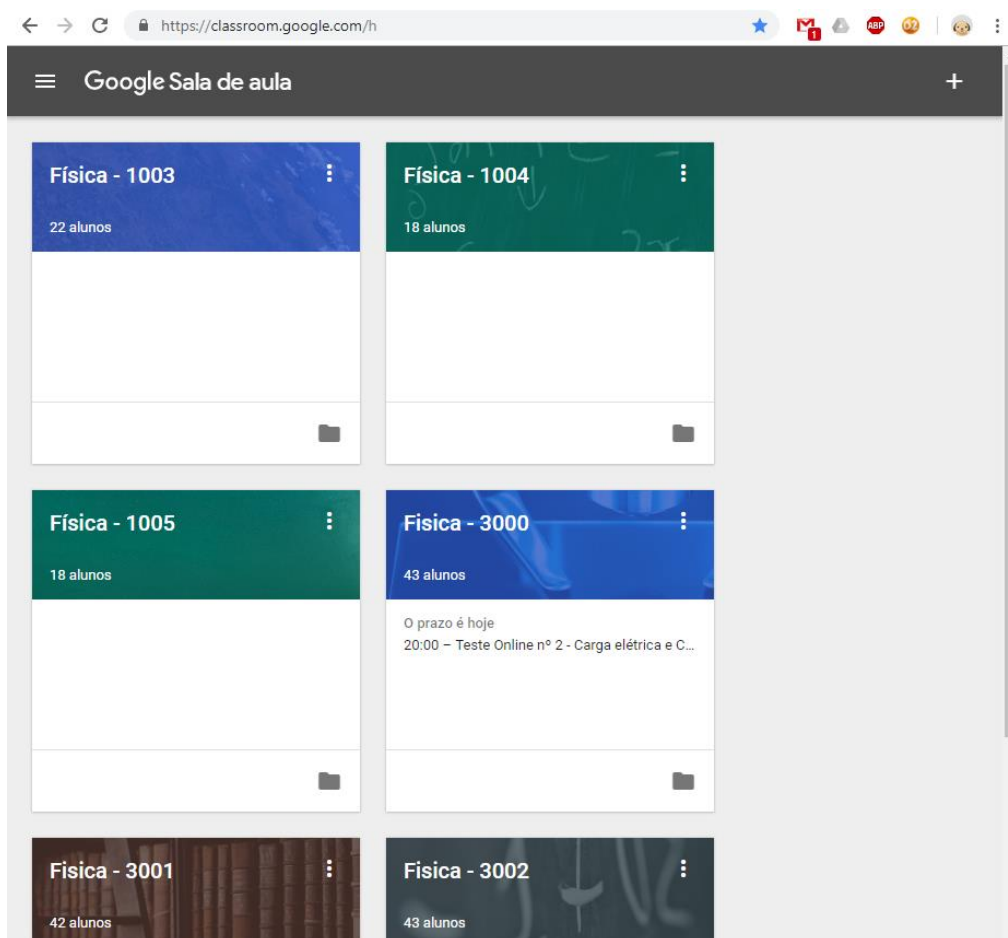 https://classroom.google.com/h
1
ABP
Google Sala de aula
Física - 1003
22 alunos
Física - 1004
18 alunos
Física - 1005
18 alunos
Fisica - 3000
43 alunos
O prazo é hoje
20:00 – Teste Online nº 2 - Carga elétrica e C...
Fisica - 3001
42 alunos
Fisica - 3002
43 alunos